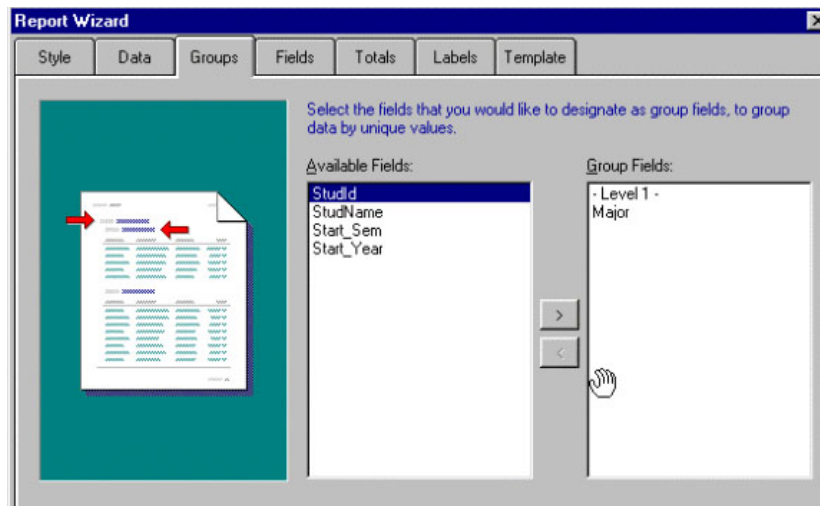 Report Wizard
Style Data Groups Fields Totals Labels Template
Select the fields that you would like to designate as group fields, to group
data by unique values.
Available Fields:
StudId
StudName
Start_Sem
Start_Year
>
<
Group Fields:
- Level 1 -
Major